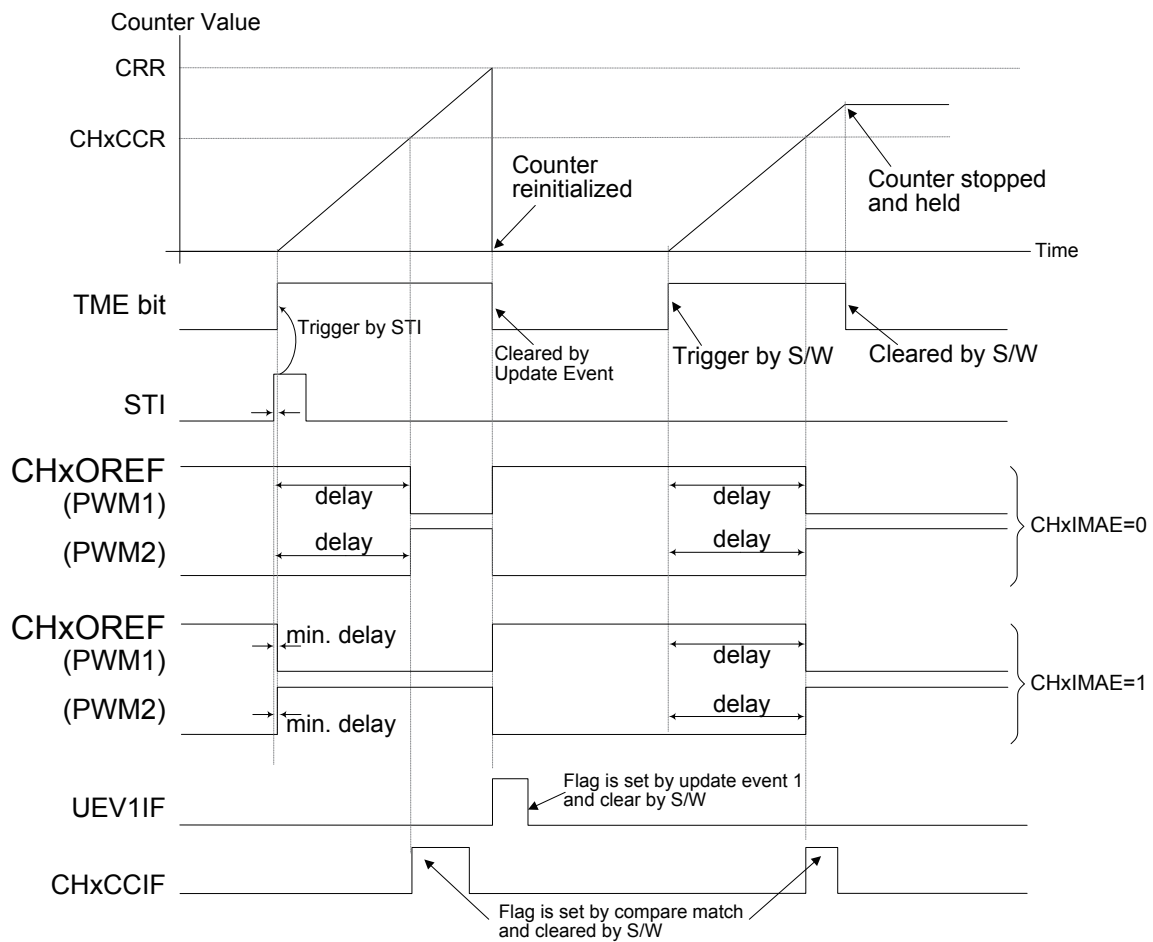 Counter Value
CRR
CHxCCR
Counter
reinitialized
Counter stopped
and held
Time
TME bit
Trigger by STI
Cleared by
Update Event
Trigger by S/W
Cleared by S/W
STI
CHxOREF
(PWM1)
delay
delay
(PWM2)
delay
delay
CHxIMAE=0
CHxOREF
(PWM1)
min. delay
delay
(PWM2)
min. delay
delay
CHxIMAE=1
UEV1IF
Flag is set by update event 1
and clear by S/W
CHxCCIF
Flag is set by compare match
and cleared by S/W